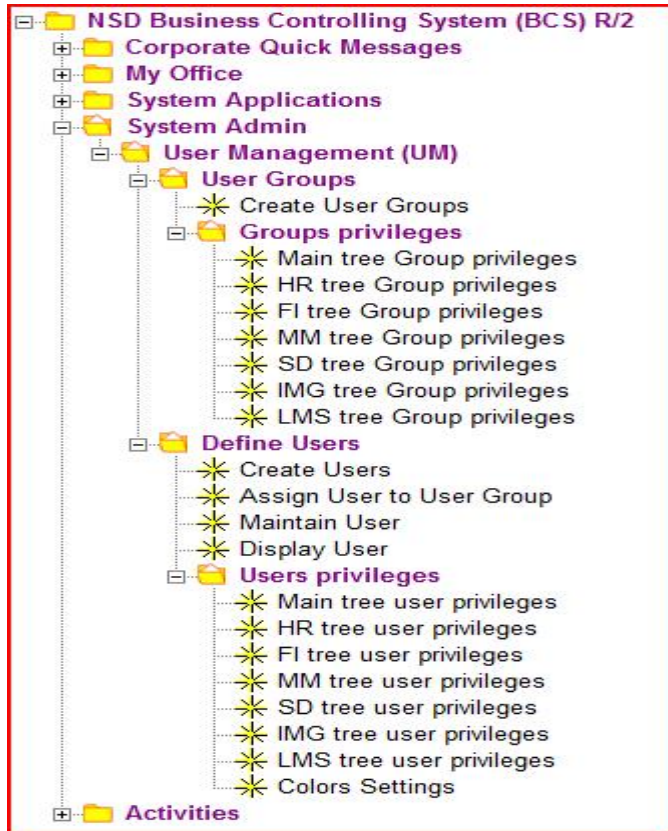 NSD Business Controlling System (BCS) R/2
Corporate Quick Messages
My Office
System Applications
System Admin
User Management (UM)
User Groups
Create User Groups
Groups privileges
Main tree Group privileges
HR tree Group privileges
FI tree Group privileges
MM tree Group privileges
SD tree Group privileges
IMG tree Group privileges
LMS tree Group privileges
Define Users
Create Users
Assign User to User Group
Maintain User
Display User
Users privileges
Main tree user privileges
HR tree user privileges
FI tree user privileges
MM tree user privileges
SD tree user privileges
IMG tree user privileges
LMS tree user privileges
Colors Settings
Activities